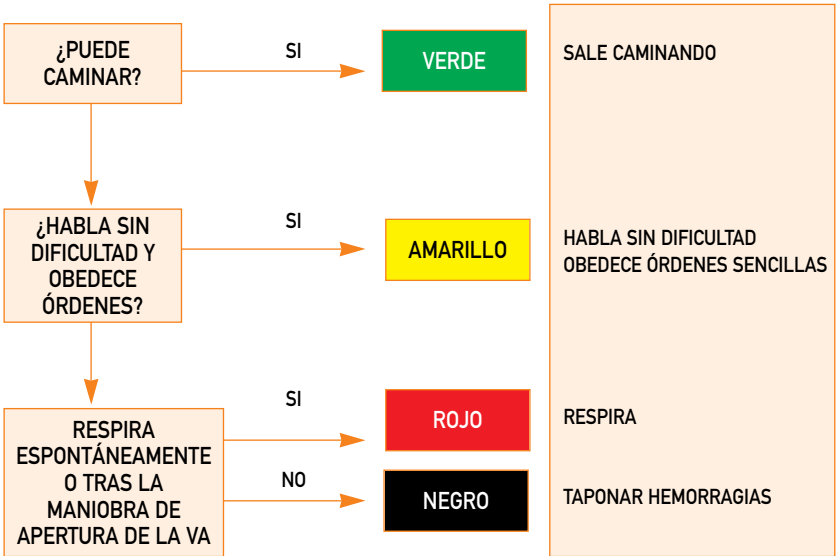 ¿PUEDE
CAMINAR?
SI
VERDE
SALE CAMINANDO
¿HABLA SIN
DIFICULTAD Y
OBEDECE
ÓRDENES?
SI
AMARILLO
HABLA SIN DIFICULTAD
OBEDECE ÓRDENES SENCILLAS
RESPIRA
ESPONTÁNEAMENTE
O TRAS LA
MANIOBRA DE
APERTURA DE LA VA
SI
ROJO
RESPIRA
NO
NEGRO
TAPONAR HEMORRAGIAS